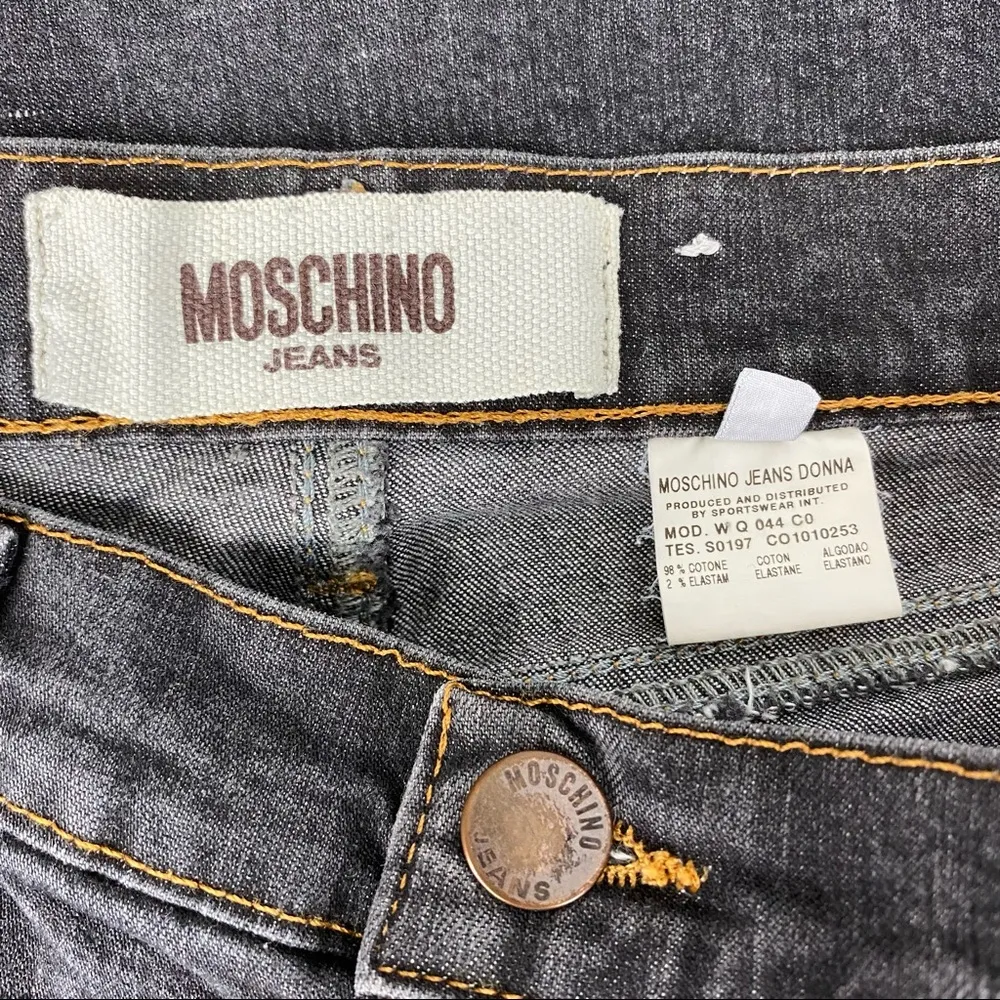 MOSCHINO
JEANS
MOSCHINO JEANS DONNA
PRODUCED AND DISTRIBUTED
BY SPORTSWEAR INT.
MOD. W Q 044 C0
TES. S0197 CO1010253
98 % COTONE COTON ALGODAO
2 % ELASTAM ELASTANE ELASTANO
MOSCHINO
JEANS